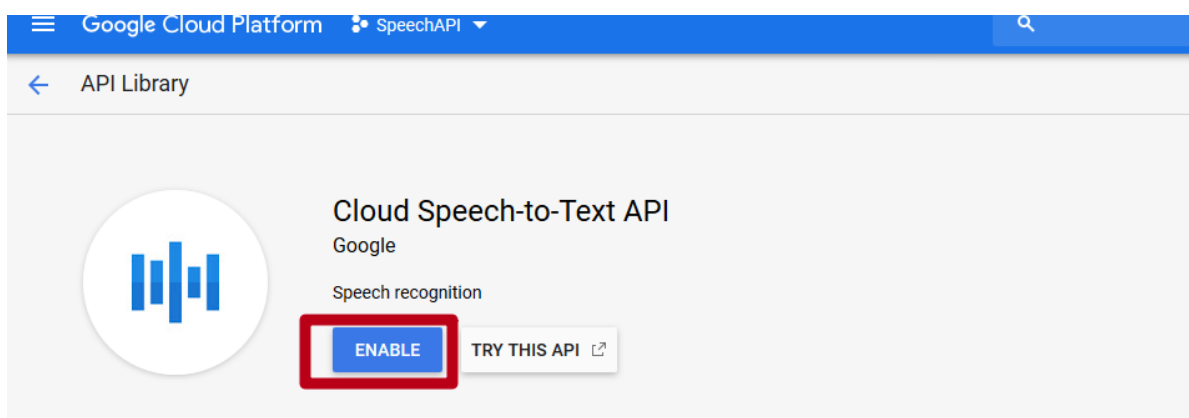 Google Cloud Platform SpeechAPI
API Library
Cloud Speech-to-Text API
Google
Speech recognition
ENABLE TRY THIS API